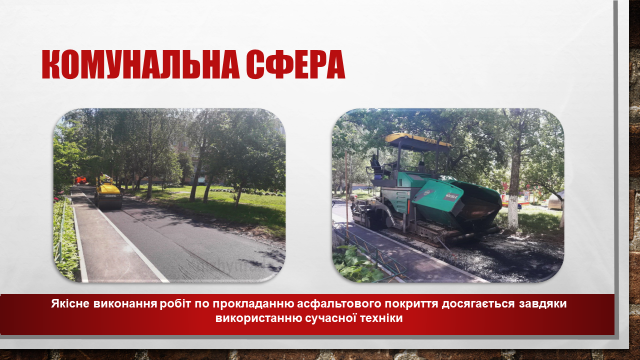 КОМУНАЛЬНА СФЕРА
Якісне виконання робіт по прокладанню асфальтового покриття досягається завдяки
використанню сучасної техніки